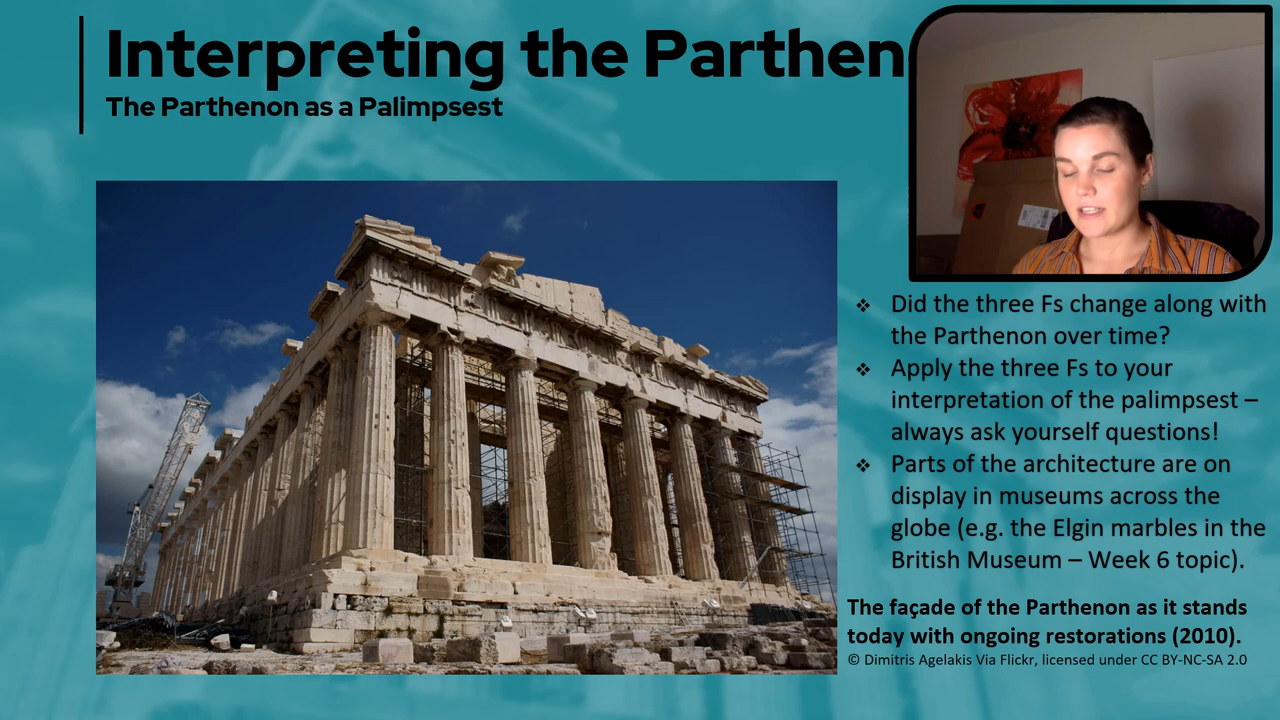 Interpreting the Parthen
The Parthenon as a Palimpsest
❖ Did the three Fs change along with
the Parthenon over time?
❖ Apply the three Fs to your
interpretation of the palimpsest –
always ask yourself questions!
❖ Parts of the architecture are on
display in museums across the
globe (e.g. the Elgin marbles in the
British Museum – Week 6 topic).
The façade of the Parthenon as it stands
today with ongoing restorations (2010).
© Dimitris Agelakis Via Flickr, licensed under CC BY-NC-SA 2.0